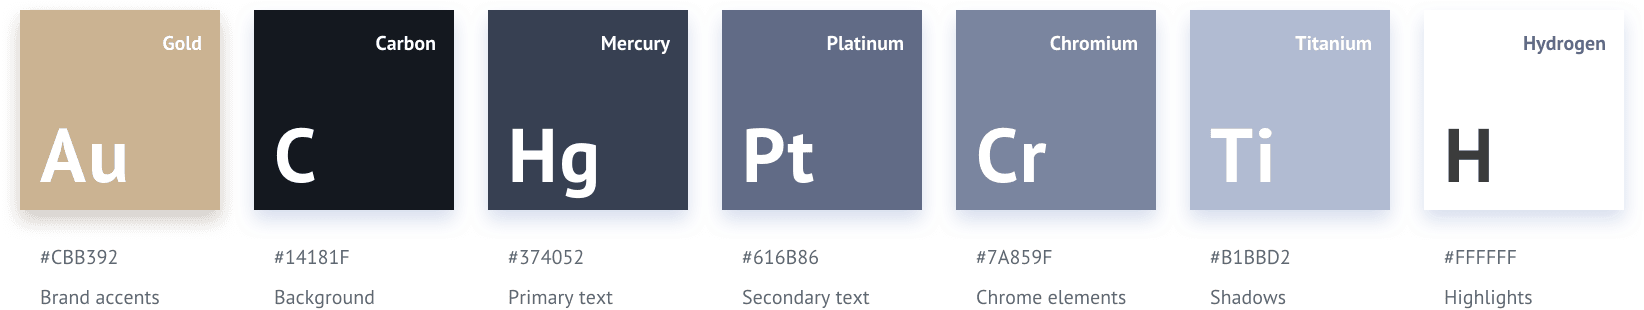 Gold
Au
#CBB392
Brand accents
Carbon
C
#14181F
Background
Mercury
Hg
#374052
Primary text
Platinum
Pt
#616B86
Secondary text
Chromium
Cr
#7A859F
Chrome elements
Titanium
Ti
#B1BBD2
Shadows
Hydrogen
H
#FFFFFF
Highlights